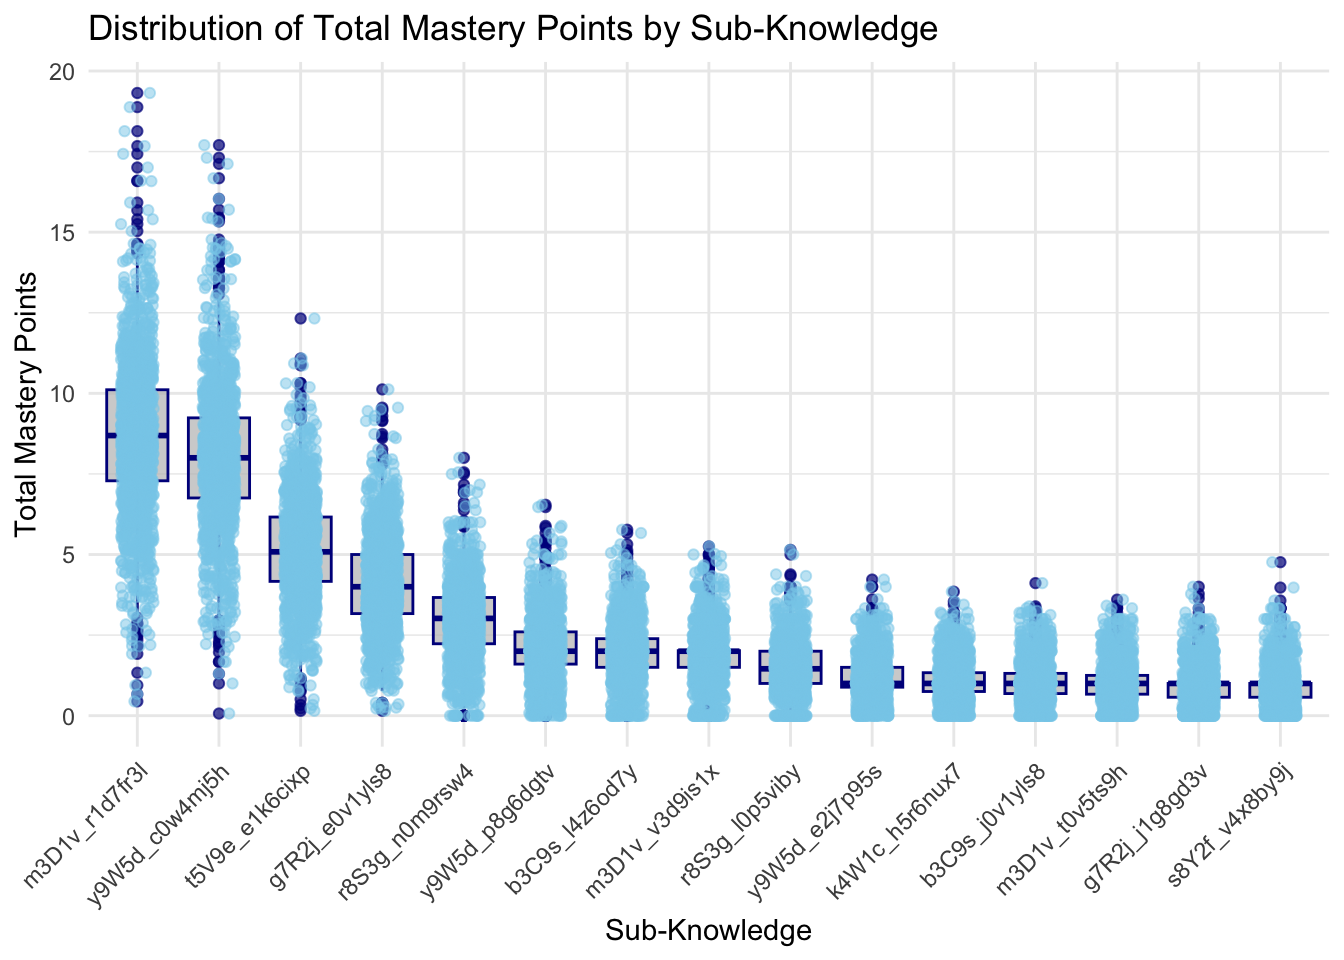 Distribution of Total Mastery Points by Sub-Knowledge
Total Mastery Points
20
15
10
5
0
m3D1v_r1d7fr3l
y9W5d_c0w4mj5h
t5V9e_e1k6cixp
g7R2j_e0v1yls8
r8S3g_n0m9rsw4
y9W5d_p8g6dgtv
b3C9s_l4z6od7y
m3D1v_v3d9is1x
r8S3g_l0p5viby
y9W5d_e2j7p95s
k4W1c_h5r6nux7
b3C9s_j0v1yls8
m3D1v_t0v5ts9h
g7R2j_j1g8gd3v
s8Y2f_v4x8by9j
Sub-Knowledge